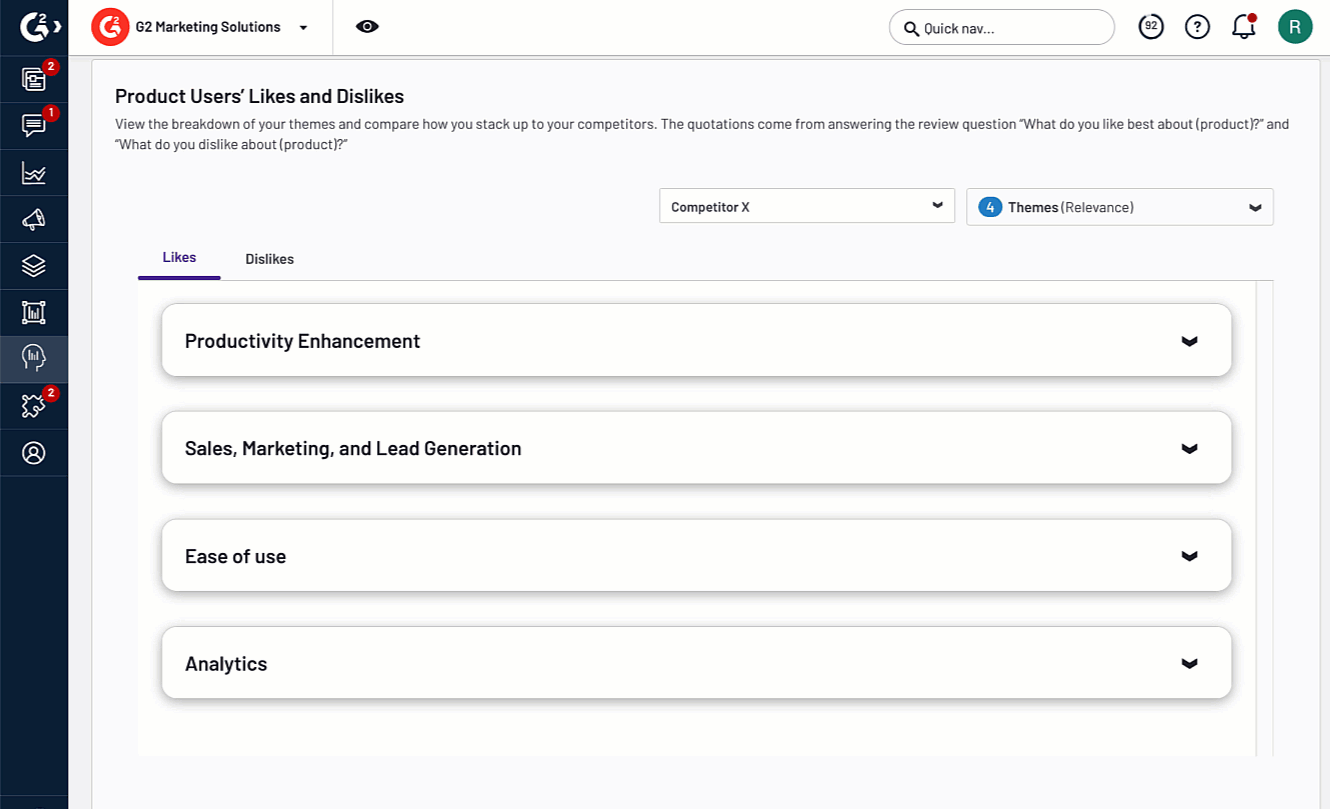 G2 G2 G2 Marketing Solutions Quick nav... 92 ? R
2
1
2
Product Users’ Likes and Dislikes
View the breakdown of your themes and compare how you stack up to your competitors. The quotations come from answering the review question “What do you like best about (product)?” and
“What do you dislike about (product)?”
Competitor X 4 Themes (Relevance)
Likes Dislikes
Productivity Enhancement
Sales, Marketing, and Lead Generation
Ease of use
Analytics